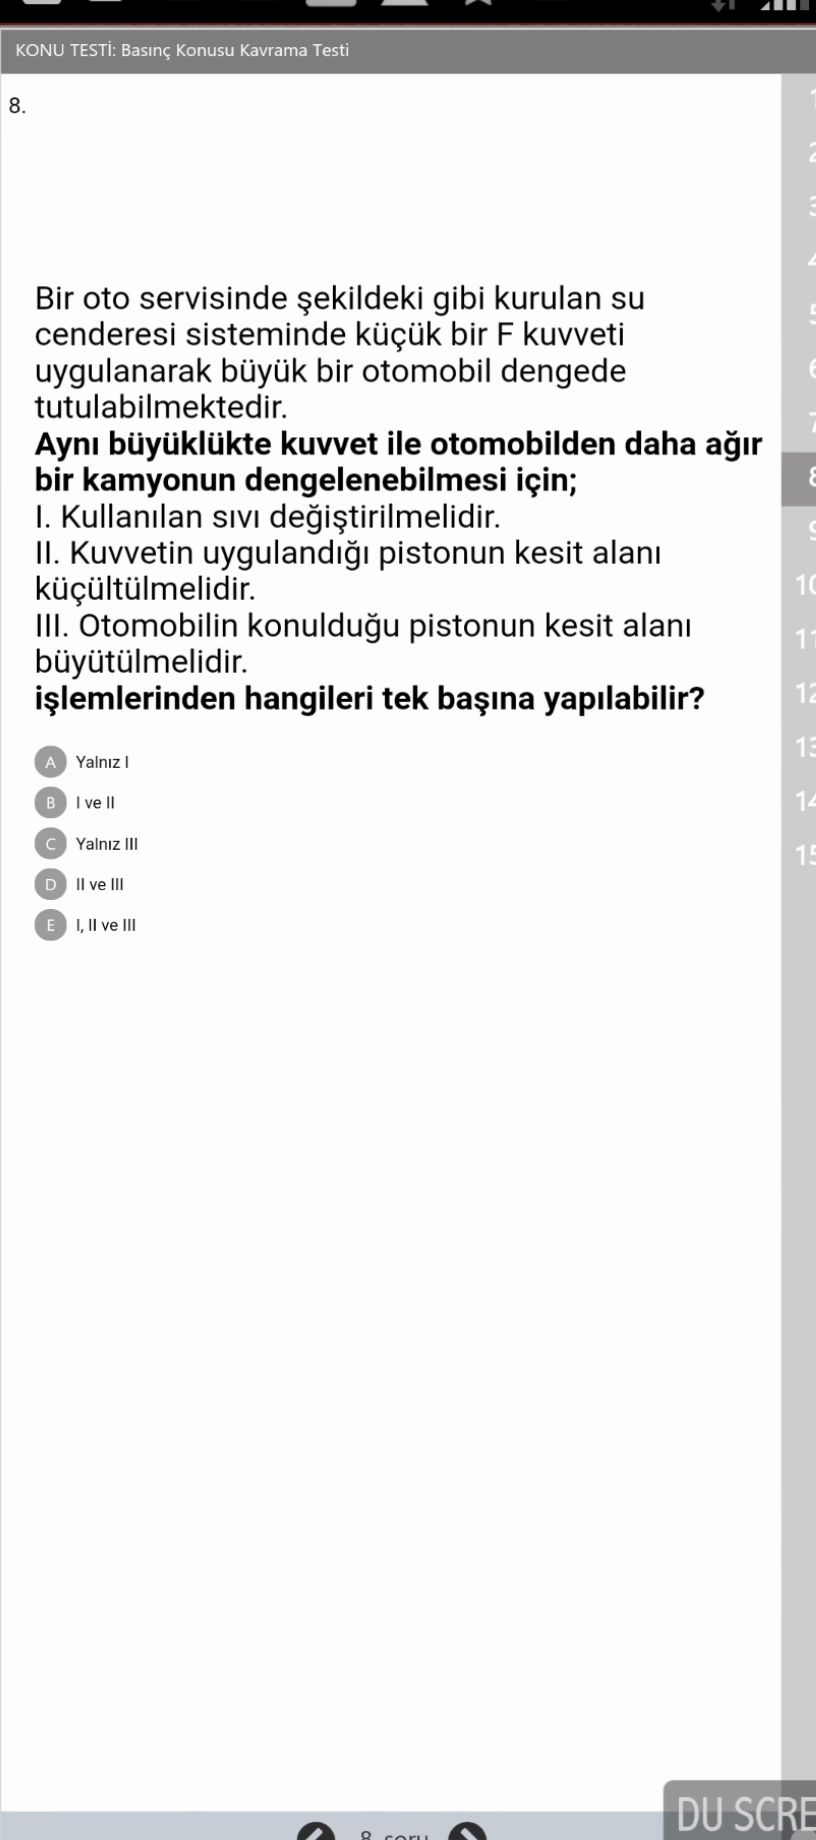 KONU TESTİ: Basınç Konusu Kavrama Testi
8.
Bir oto servisinde şekildeki gibi kurulan su
cenderesi sisteminde küçük bir F kuvveti
uygulanarak büyük bir otomobil dengede
tutulabilmektedir.
Aynı büyüklükte kuvvet ile otomobilden daha ağır
bir kamyonun dengelenebilmesi için;
I. Kullanılan sıvı değiştirilmelidir.
II. Kuvvetin uygulandığı pistonun kesit alanı
küçültülmelidir.
III. Otomobilin konulduğu pistonun kesit alanı
büyütülmelidir.
işlemlerinden hangileri tek başına yapılabilir?
A Yalnız I
B I ve II
C Yalnız III
D II ve III
E I, II ve III
8. soru
DU SCRE